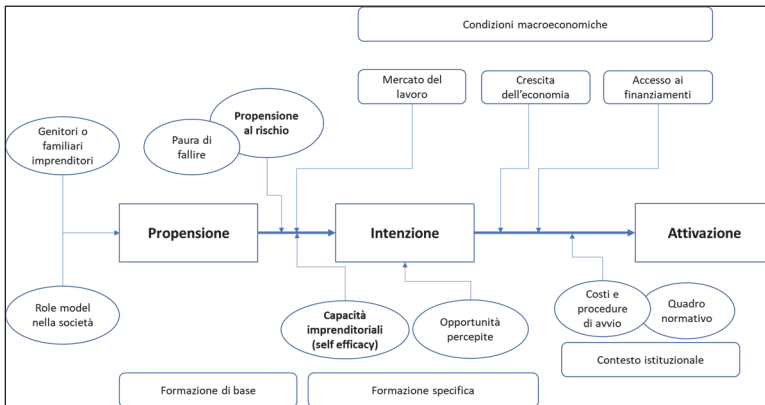 Condizioni macroeconomiche
Mercato del
lavoro
Crescita
dell'economia
Accesso ai
finanziamenti
Propensione
al rischio
Paura di
fallire
Genitori o
familiari
imprenditori
Propensione
Intenzione
Attivazione
Role model
nella società
Capacità
imprenditoriali
(self efficacy)
Opportunità
percepite
Costi e
procedure
di avvio
Quadro
normativo
Contesto istituzionale
Formazione di base
Formazione specifica